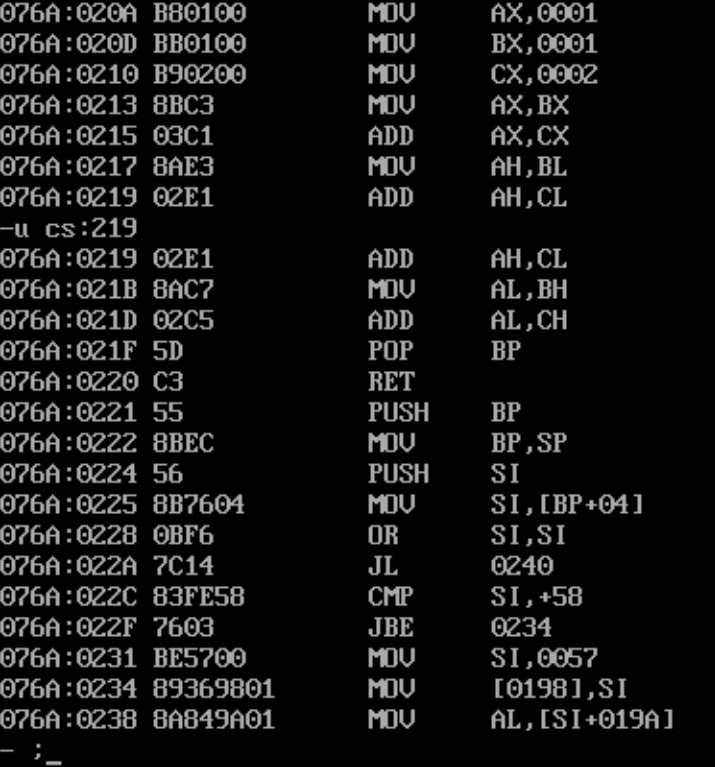 076A:020A B80100 MOV AX,0001
076A:020D BB0100 MOV BX,0001
076A:0210 B90200 MOV CX,0002
076A:0213 8BC3 MOV AX,BX
076A:0215 03C1 ADD AX,CX
076A:0217 8AE3 MOV AH,BL
076A:0219 02E1 ADD AH,CL
-u cs:219
076A:0219 02E1 ADD AH,CL
076A:021B 8AC7 MOV AL,BH
076A:021D 02C5 ADD AL,CH
076A:021F 5D POP BP
076A:0220 C3 RET
076A:0221 55 PUSH BP
076A:0222 8BEC MOV BP,SP
076A:0224 56 PUSH SI
076A:0225 8B7604 MOV SI,[BP+04]
076A:0228 0BF6 OR SI,SI
076A:022A 7C14 JL 0240
076A:022C 83FE58 CMP SI,+58
076A:022F 7603 JBE 0234
076A:0231 BE5700 MOV SI,0057
076A:0234 89369801 MOV [0198],SI
076A:0238 8A849A01 MOV AL,[SI+019A]
- ;_